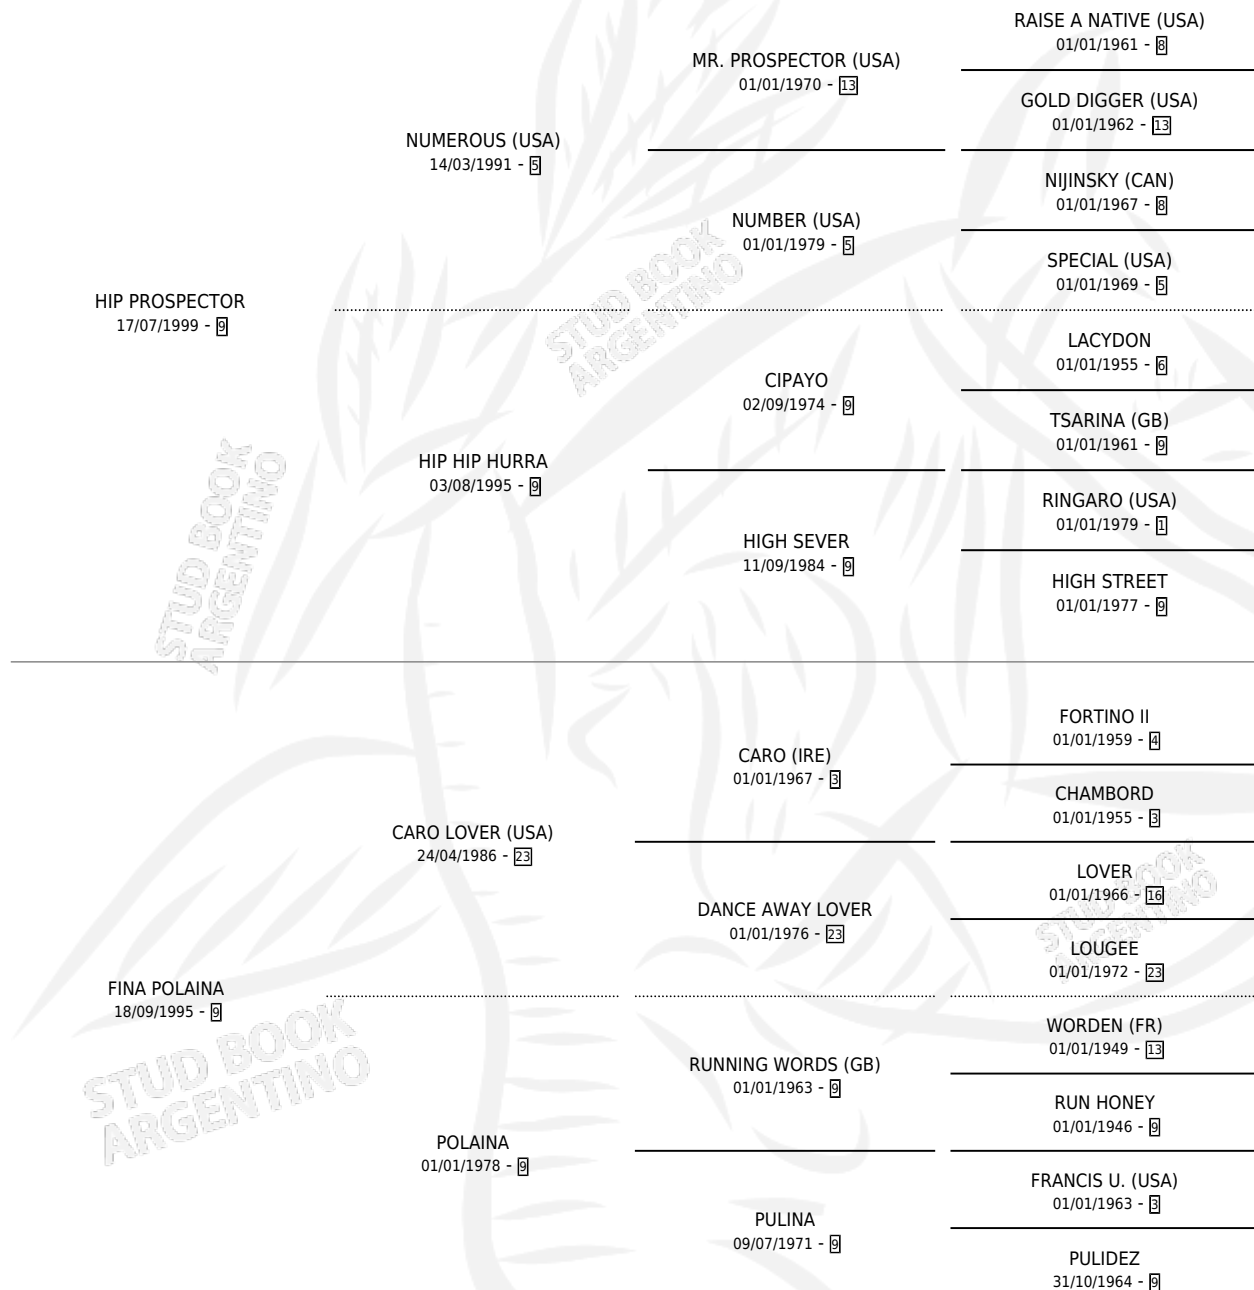 RAISE A NATIVE (USA)
01/01/1961 - 8
MR. PROSPECTOR (USA)
01/01/1970 - 13
GOLD DIGGER (USA)
01/01/1962 - 13
NUMEROUS (USA)
14/03/1991 - 5
NIJINSKY (CAN)
01/01/1967 - 8
NUMBER (USA)
01/01/1979 - 5
SPECIAL (USA)
01/01/1969 - 5
HIP PROSPECTOR
17/07/1999 - 9
STUD BOOK
ARGENTINO
LACYDON
01/01/1955 - 6
CIPAYO
02/09/1974 - 9
TSARINA (GB)
01/01/1961 - 9
HIP HIP HURRA
03/08/1995 - 9
RINGARO (USA)
01/01/1979 - 1
HIGH SEVER
11/09/1984 - 9
HIGH STREET
01/01/1977 - 9
STUD BOOK
ARGENTINO
FORTINO II
01/01/1959 - 4
CARO (IRE)
01/01/1967 - 3
CHAMBORD
01/01/1955 - 3
CARO LOVER (USA)
24/04/1986 - 23
LOVER
01/01/1966 - 16
DANCE AWAY LOVER
01/01/1976 - 23
LOUGEE
01/01/1972 - 23
STUD BOOK
ARGENTINO
FINA POLAINA
18/09/1995 - 9
WORDEN (FR)
01/01/1949 - 13
RUNNING WORDS (GB)
01/01/1963 - 9
RUN HONEY
01/01/1946 - 9
STUD BOOK
ARGENTINO
POLAINA
01/01/1978 - 9
FRANCIS U. (USA)
01/01/1963 - 3
PULINA
09/07/1971 - 9
PULIDEZ
31/10/1964 - 9